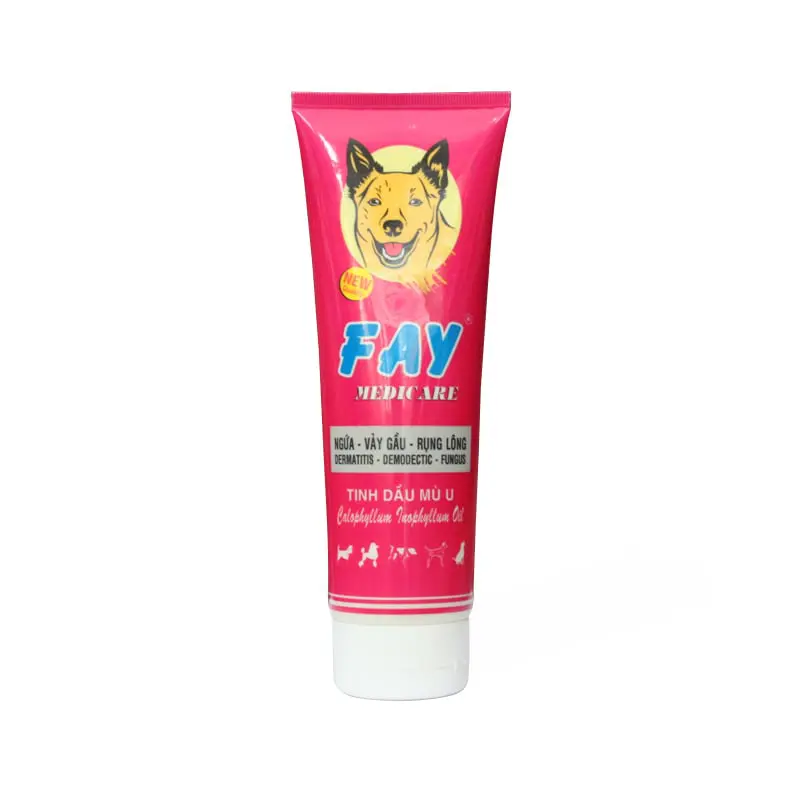 NEW
FAY®
MEDICARE
NGỨA - VẢY GẦU - RỤNG LÔNG
DERMATITIS - DEMODECTIC - FUNGUS
TINH DẦU MÙ U
Calophyllum Inophyllum Oil